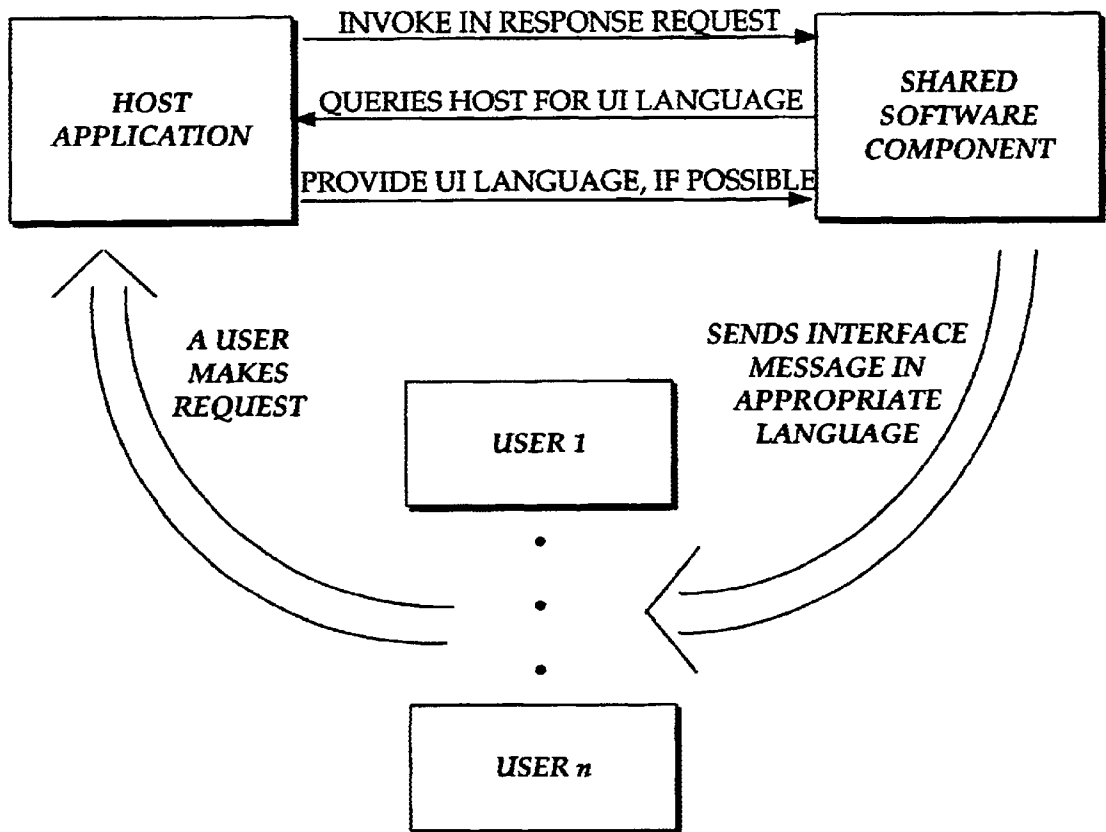 INVOKE IN RESPONSE REQUEST
HOST
APPLICATION
QUERIES HOST FOR UI LANGUAGE
PROVIDE UI LANGUAGE, IF POSSIBLE
SHARED
SOFTWARE
COMPONENT
A USER
MAKES
REQUEST
SENDS INTERFACE
MESSAGE IN
APPROPRIATE
LANGUAGE
USER 1
USER n